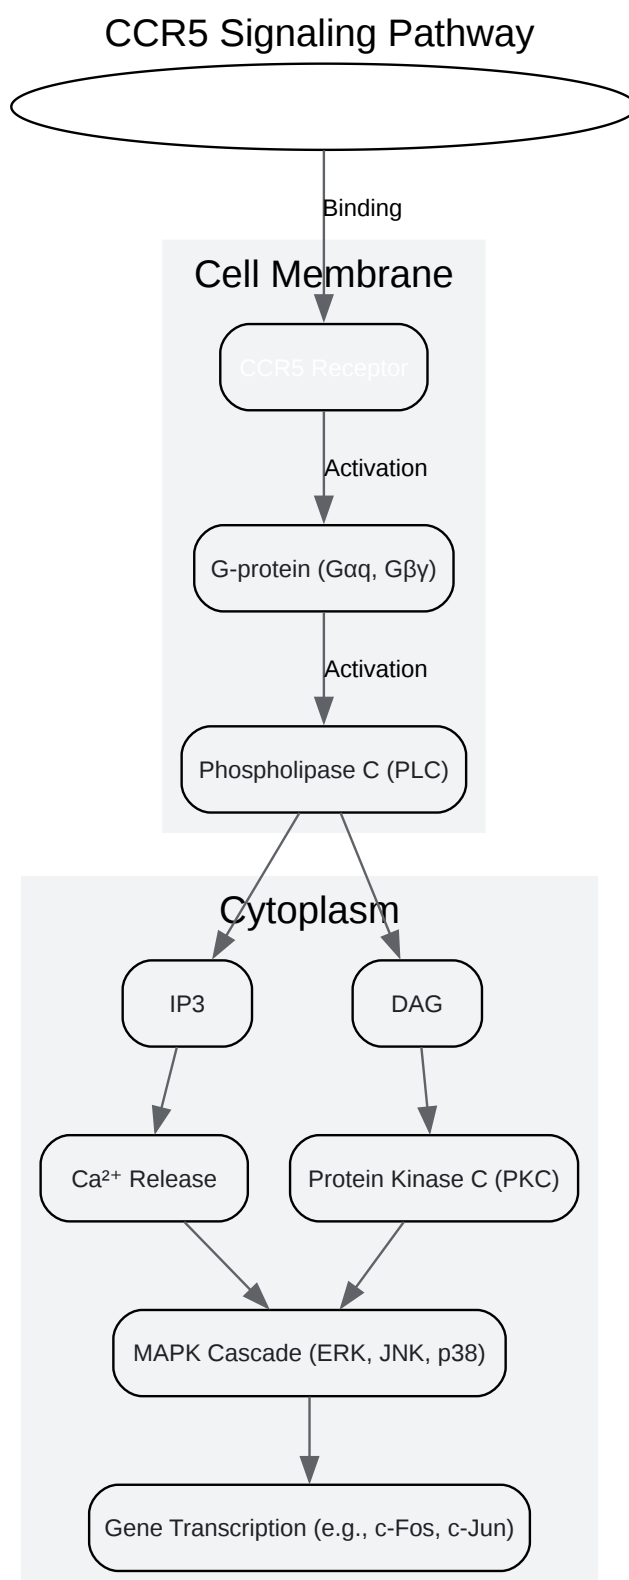 CCR5 Signaling Pathway
Binding
Cell Membrane
CCR5 Receptor
Activation
G-protein (Gαq, Gβγ)
Activation
Phospholipase C (PLC)
Cytoplasm
IP3
DAG
Ca²⁺ Release
Protein Kinase C (PKC)
MAPK Cascade (ERK, JNK, p38)
Gene Transcription (e.g., c-Fos, c-Jun)